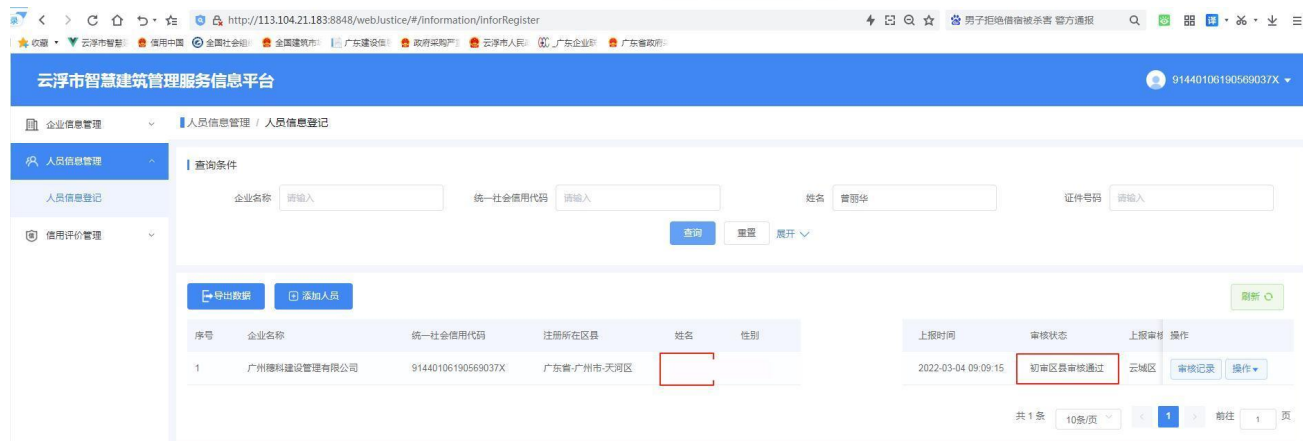 http://113.104.21.183:8848/webJustice/#/information/inforRegister
男子拒绝借宿被杀害 警方通报
收藏 云浮市智慧 信用中国 全国社会组 全国建筑市 广东建设信 政府采购严 云浮市人民 广东企业 广东省政府
云浮市智慧建筑管理服务信息平台
91440106190569037X
企业信息管理
人员信息管理 / 人员信息登记
人员信息管理
查询条件
人员信息登记
企业名称 请输入 统一社会信用代码 请输入 姓名 曾丽华 证件号码 请输入
信用评价管理
查询 重置 展开
导出数据 添加人员 刷新
序号 企业名称 统一社会信用代码 注册所在区县 姓名 性别 上报时间 审核状态 上报审核 操作
1 广州穗科建设管理有限公司 91440106190569037X 广东省-广州市-天河区 2022-03-04 09:09:15 初审区县审核通过 云城区 审核记录 操作
共1条 10条/页 1 前往 1 页